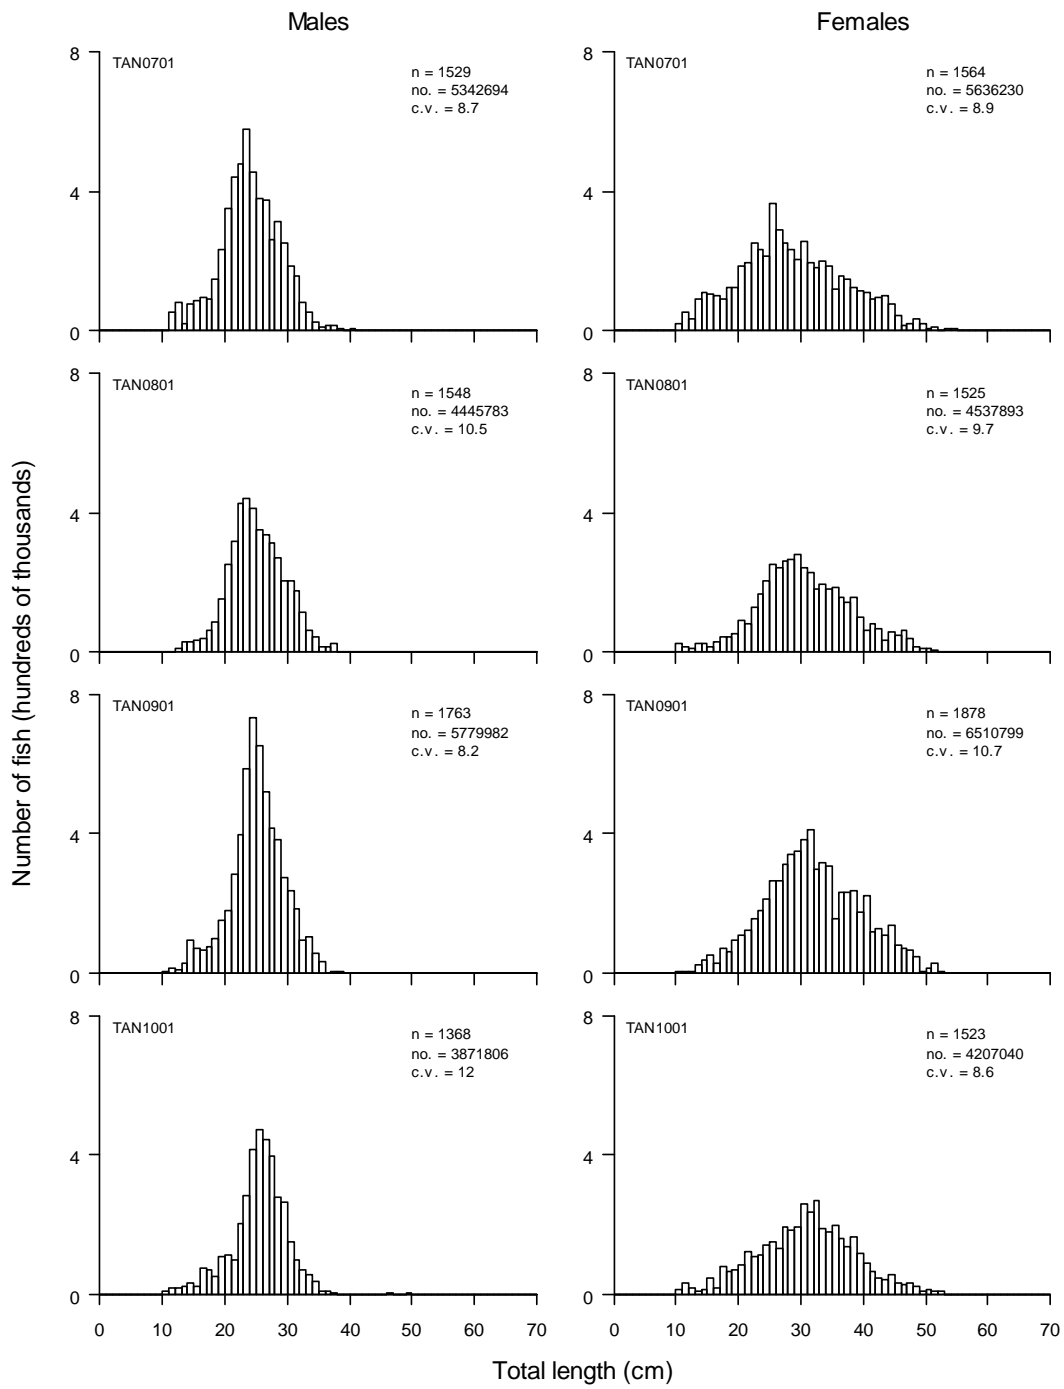 Males
Females
8
TAN0701
n = 1529
no. = 5342694
c.v. = 8.7
4
0
TAN0701
8
n = 1564
no. = 5636230
c.v. = 8.9
4
0
8
TAN0801
n = 1548
no. = 4445783
c.v. = 10.5
4
0
8
TAN0801
n = 1525
no. = 4537893
c.v. = 9.7
4
0
Number of fish (hundreds of thousands)
8
TAN0901
n = 1763
no. = 5779982
c.v. = 8.2
4
0
8
TAN0901
n = 1878
no. = 6510799
c.v. = 10.7
4
0
8
TAN1001
n = 1368
no. = 3871806
c.v. = 12
4
0
0 10 20 30 40 50 60 70
8
TAN1001
n = 1523
no. = 4207040
c.v. = 8.6
4
0
0 10 20 30 40 50 60 70
Total length (cm)